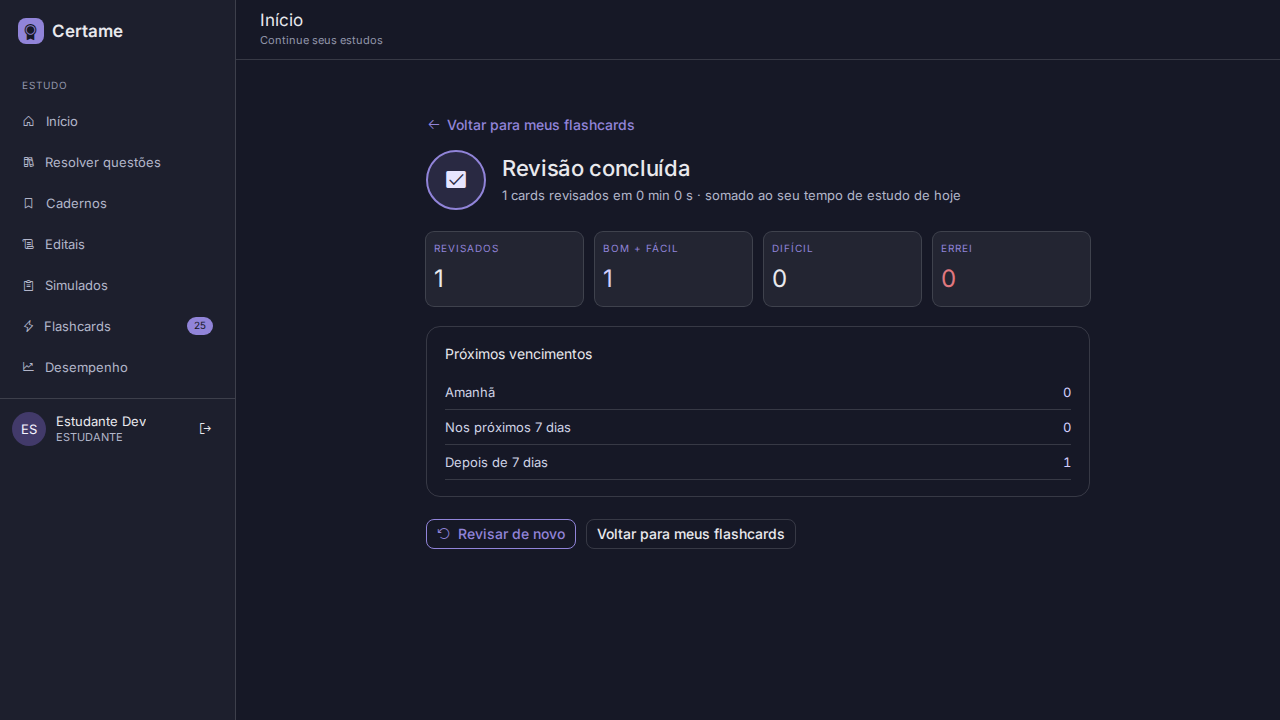 Certame
ESTUDO
Início
Resolver questões
Cadernos
Editais
Simulados
Flashcards 25
Desempenho
ES
Estudante Dev
ESTUDANTE
Início
Continue seus estudos
Voltar para meus flashcards
Revisão concluída
1 cards revisados em 0 min 0 s · somado ao seu tempo de estudo de hoje
REVISADOS
1
BOM + FÁCIL
1
DIFÍCIL
0
ERREI
0
Próximos vencimentos
Amanhã 0
Nos próximos 7 dias 0
Depois de 7 dias 1
Revisar de novo
Voltar para meus flashcards